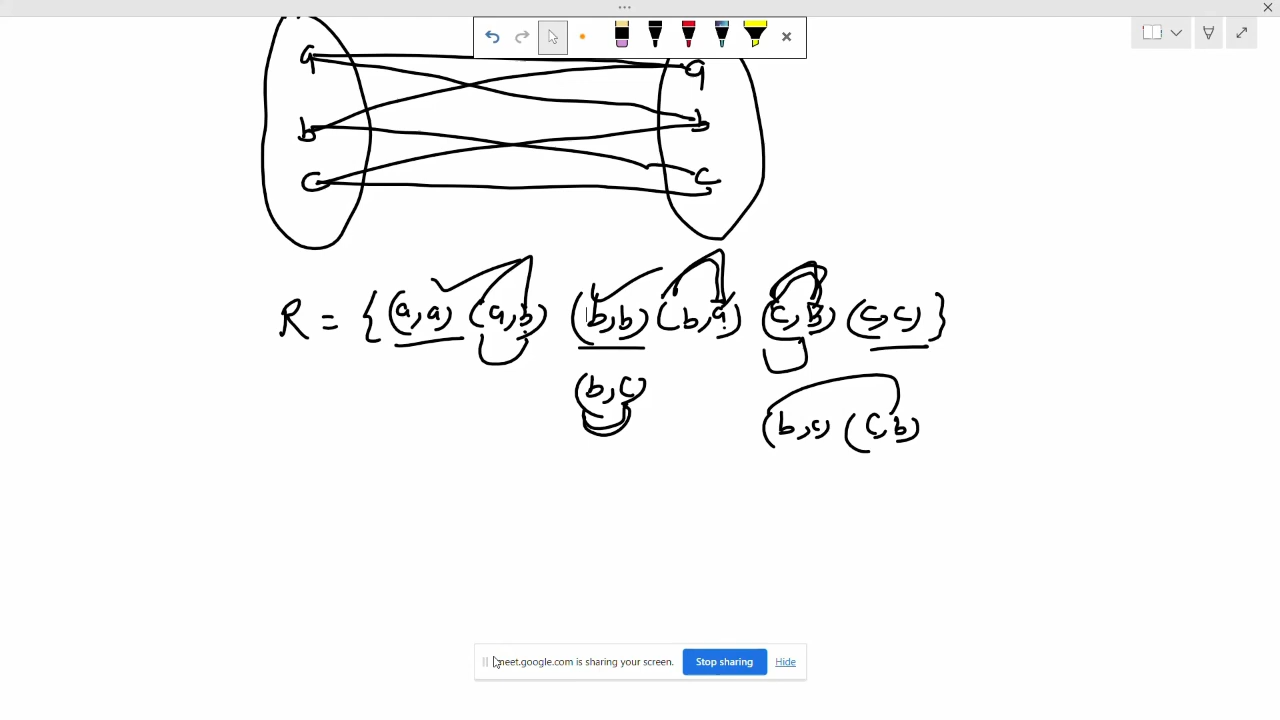 a a
b b
c c
R = { (a,a) (a,b) (b,b) (b,a) (c,B) (c,c) }
(b,c)
(b,c) (c,b)
meet.google.com is sharing your screen. Stop sharing Hide